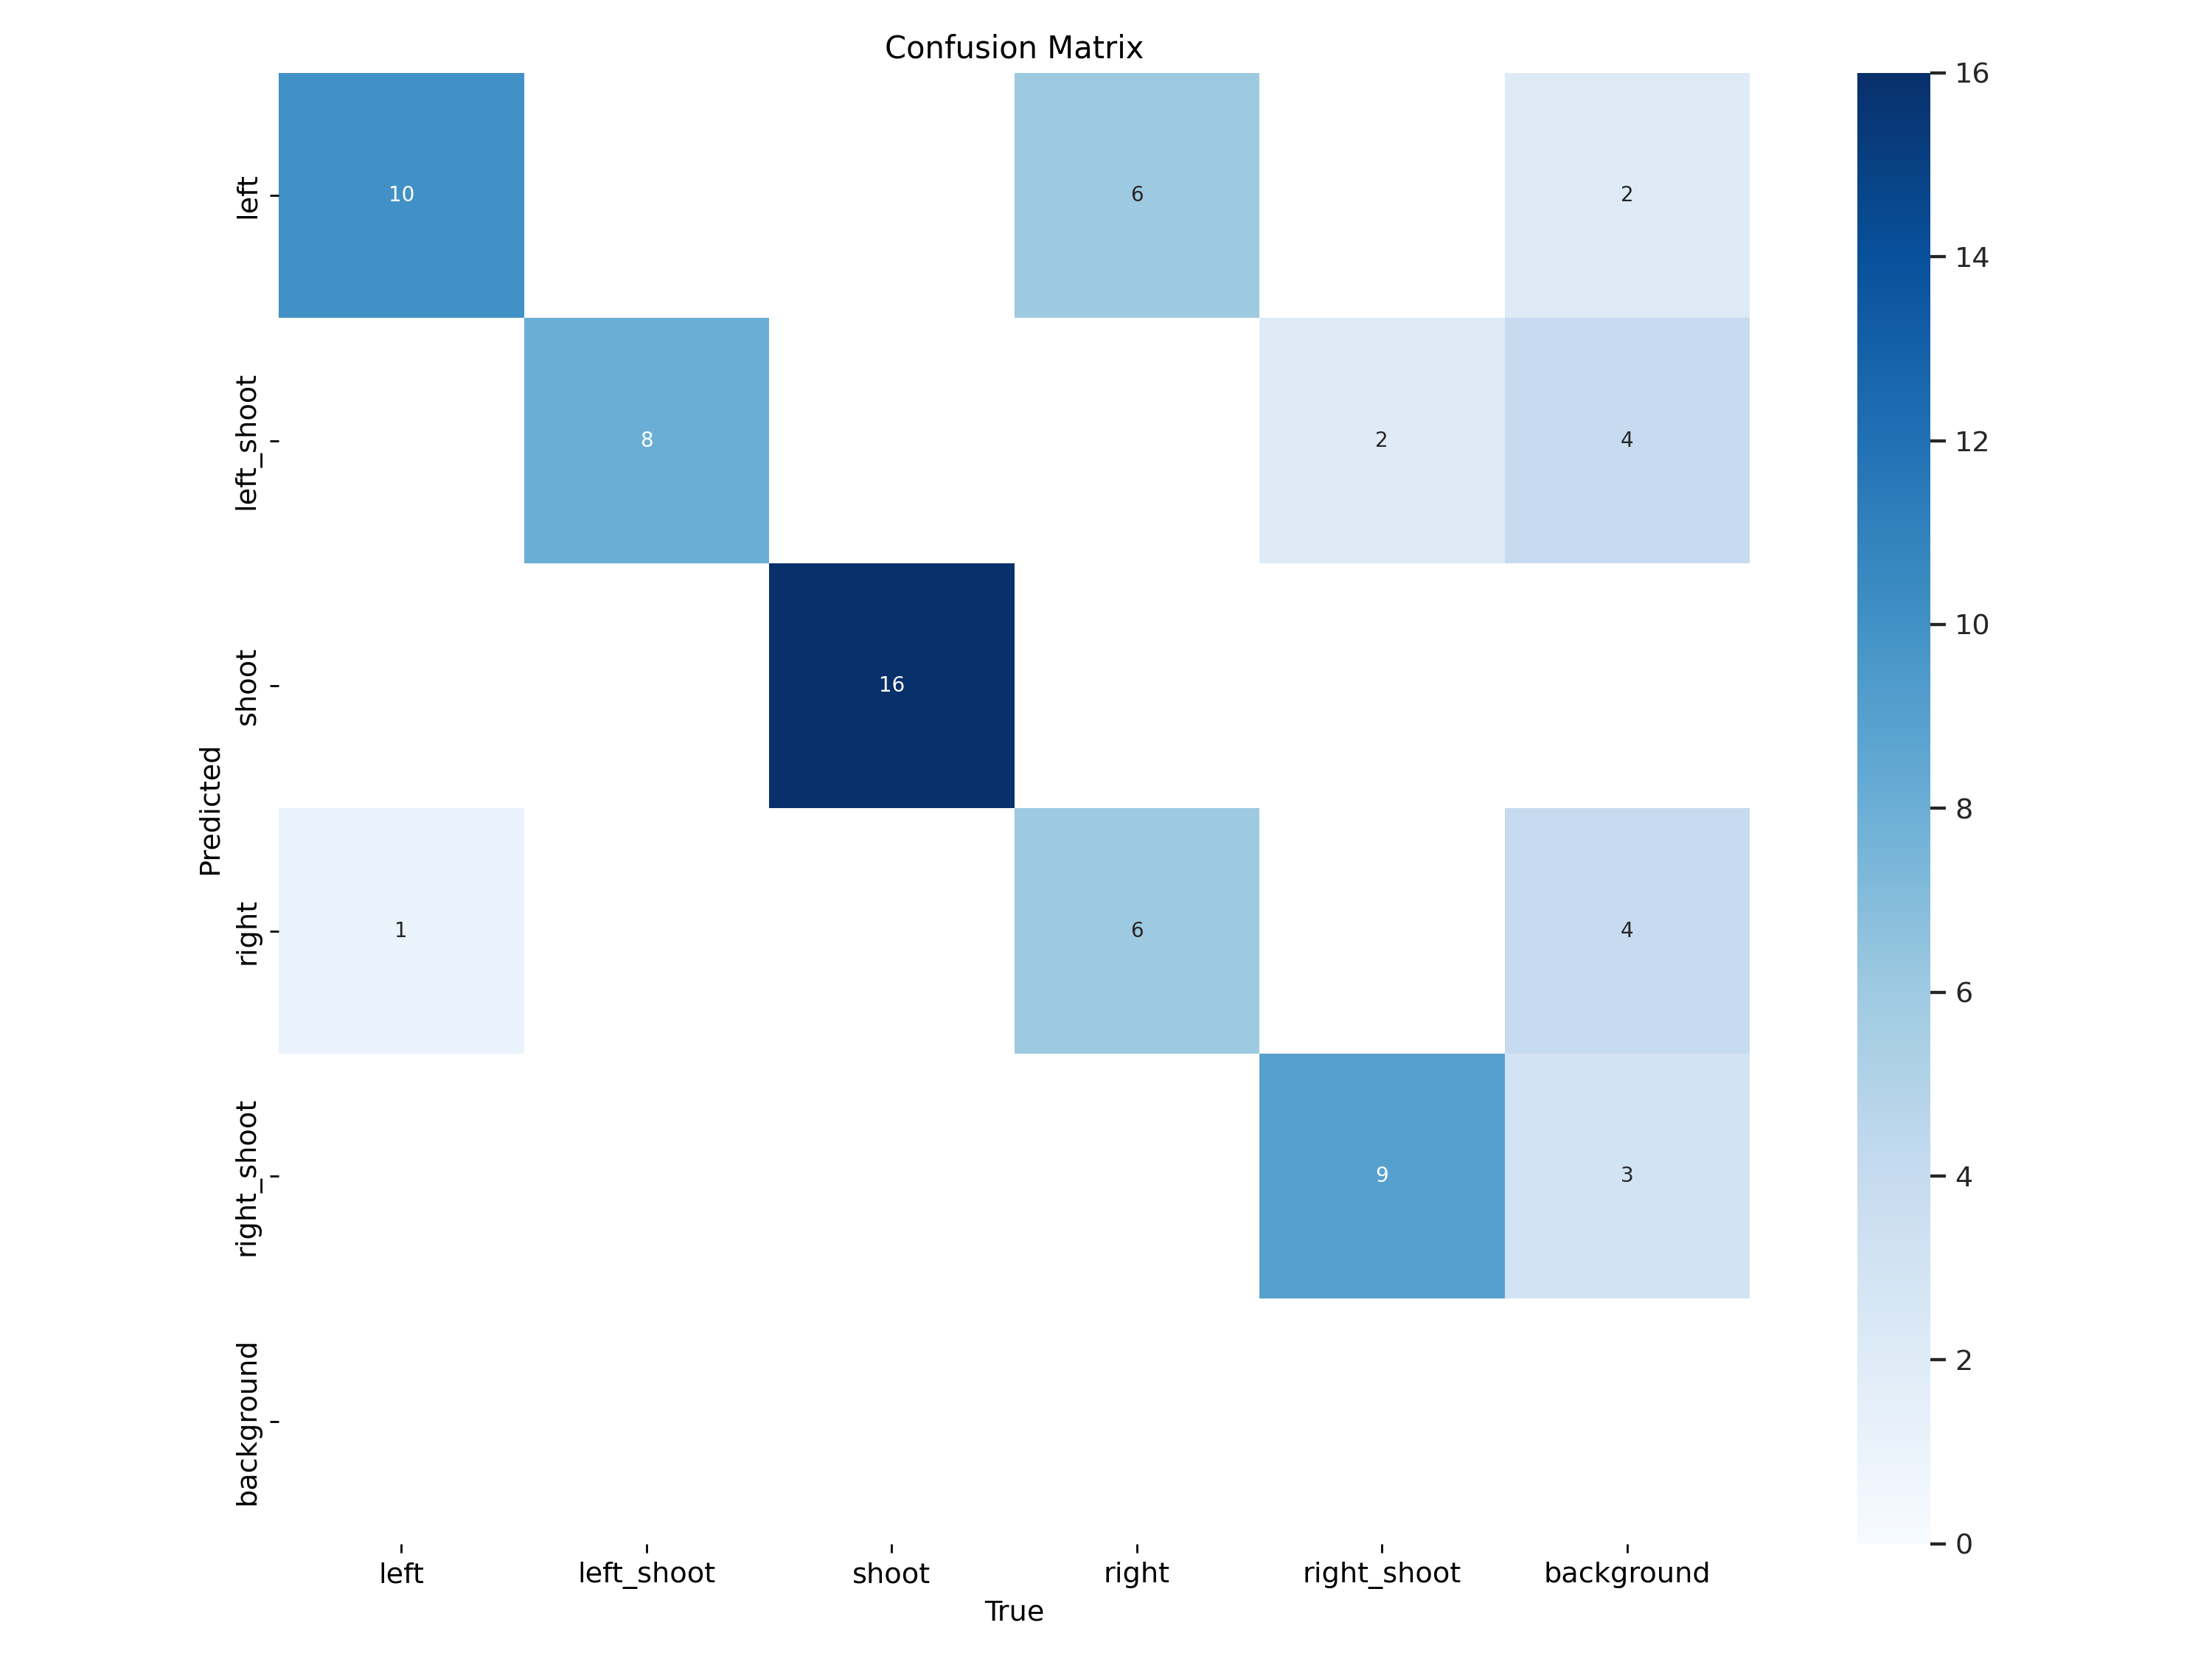 Confusion Matrix
left
10
6
2
left_shoot
8
2
4
shoot
16
right
1
6
4
right_shoot
9
3
background
left
left_shoot
shoot
right
right_shoot
background
True
Predicted
16
14
12
10
8
6
4
2
0